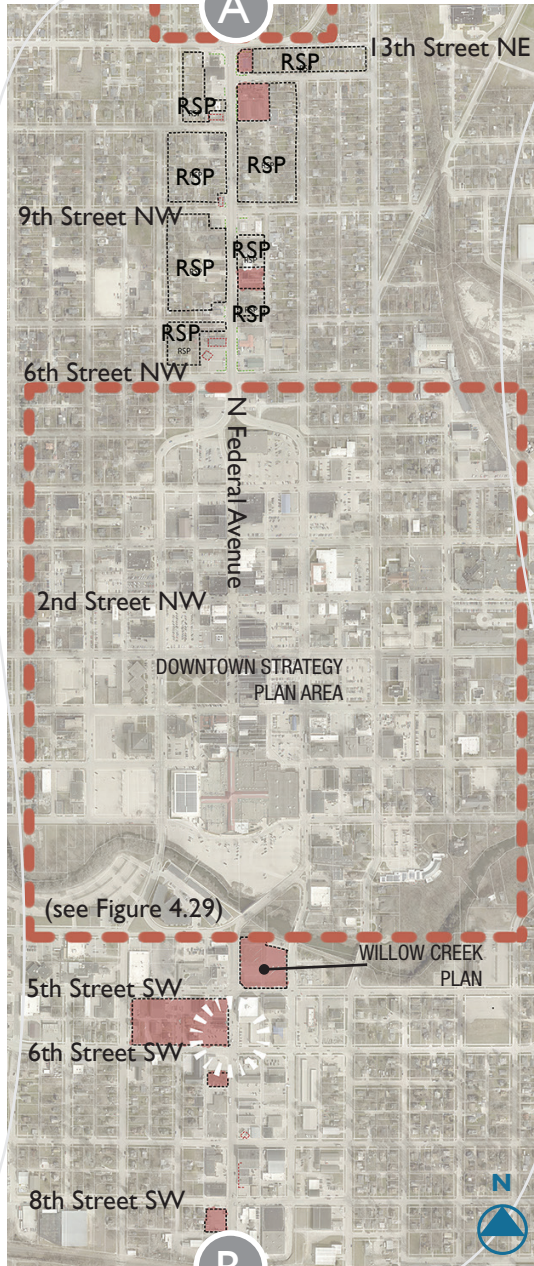 A
13th Street NE
RSP
RSP
RSP
RSP
9th Street NW
RSP
RSP
RSP
RSP
RSP
6th Street NW
N Federal Avenue
2nd Street NW
DOWNTOWN STRATEGY
PLAN AREA
(see Figure 4.29)
WILLOW CREEK
PLAN
5th Street SW
6th Street SW
8th Street SW
N